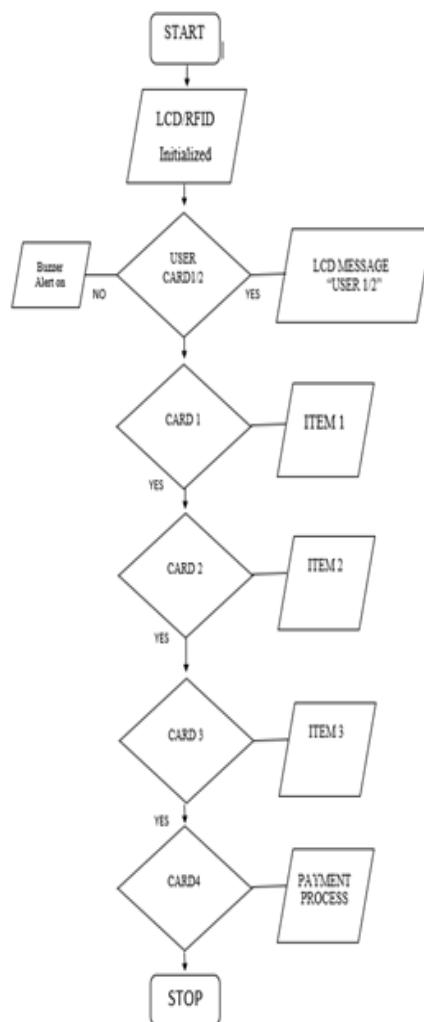 START
LCD/RFID
Initialized
USER
CARD1/2
Buzzer
Alert on
NO
YES
LCD MESSAGE
“USER 1/2”
CARD 1
ITEM 1
YES
CARD 2
ITEM 2
YES
CARD 3
ITEM 3
YES
CARD4
PAYMENT
PROCESS
STOP